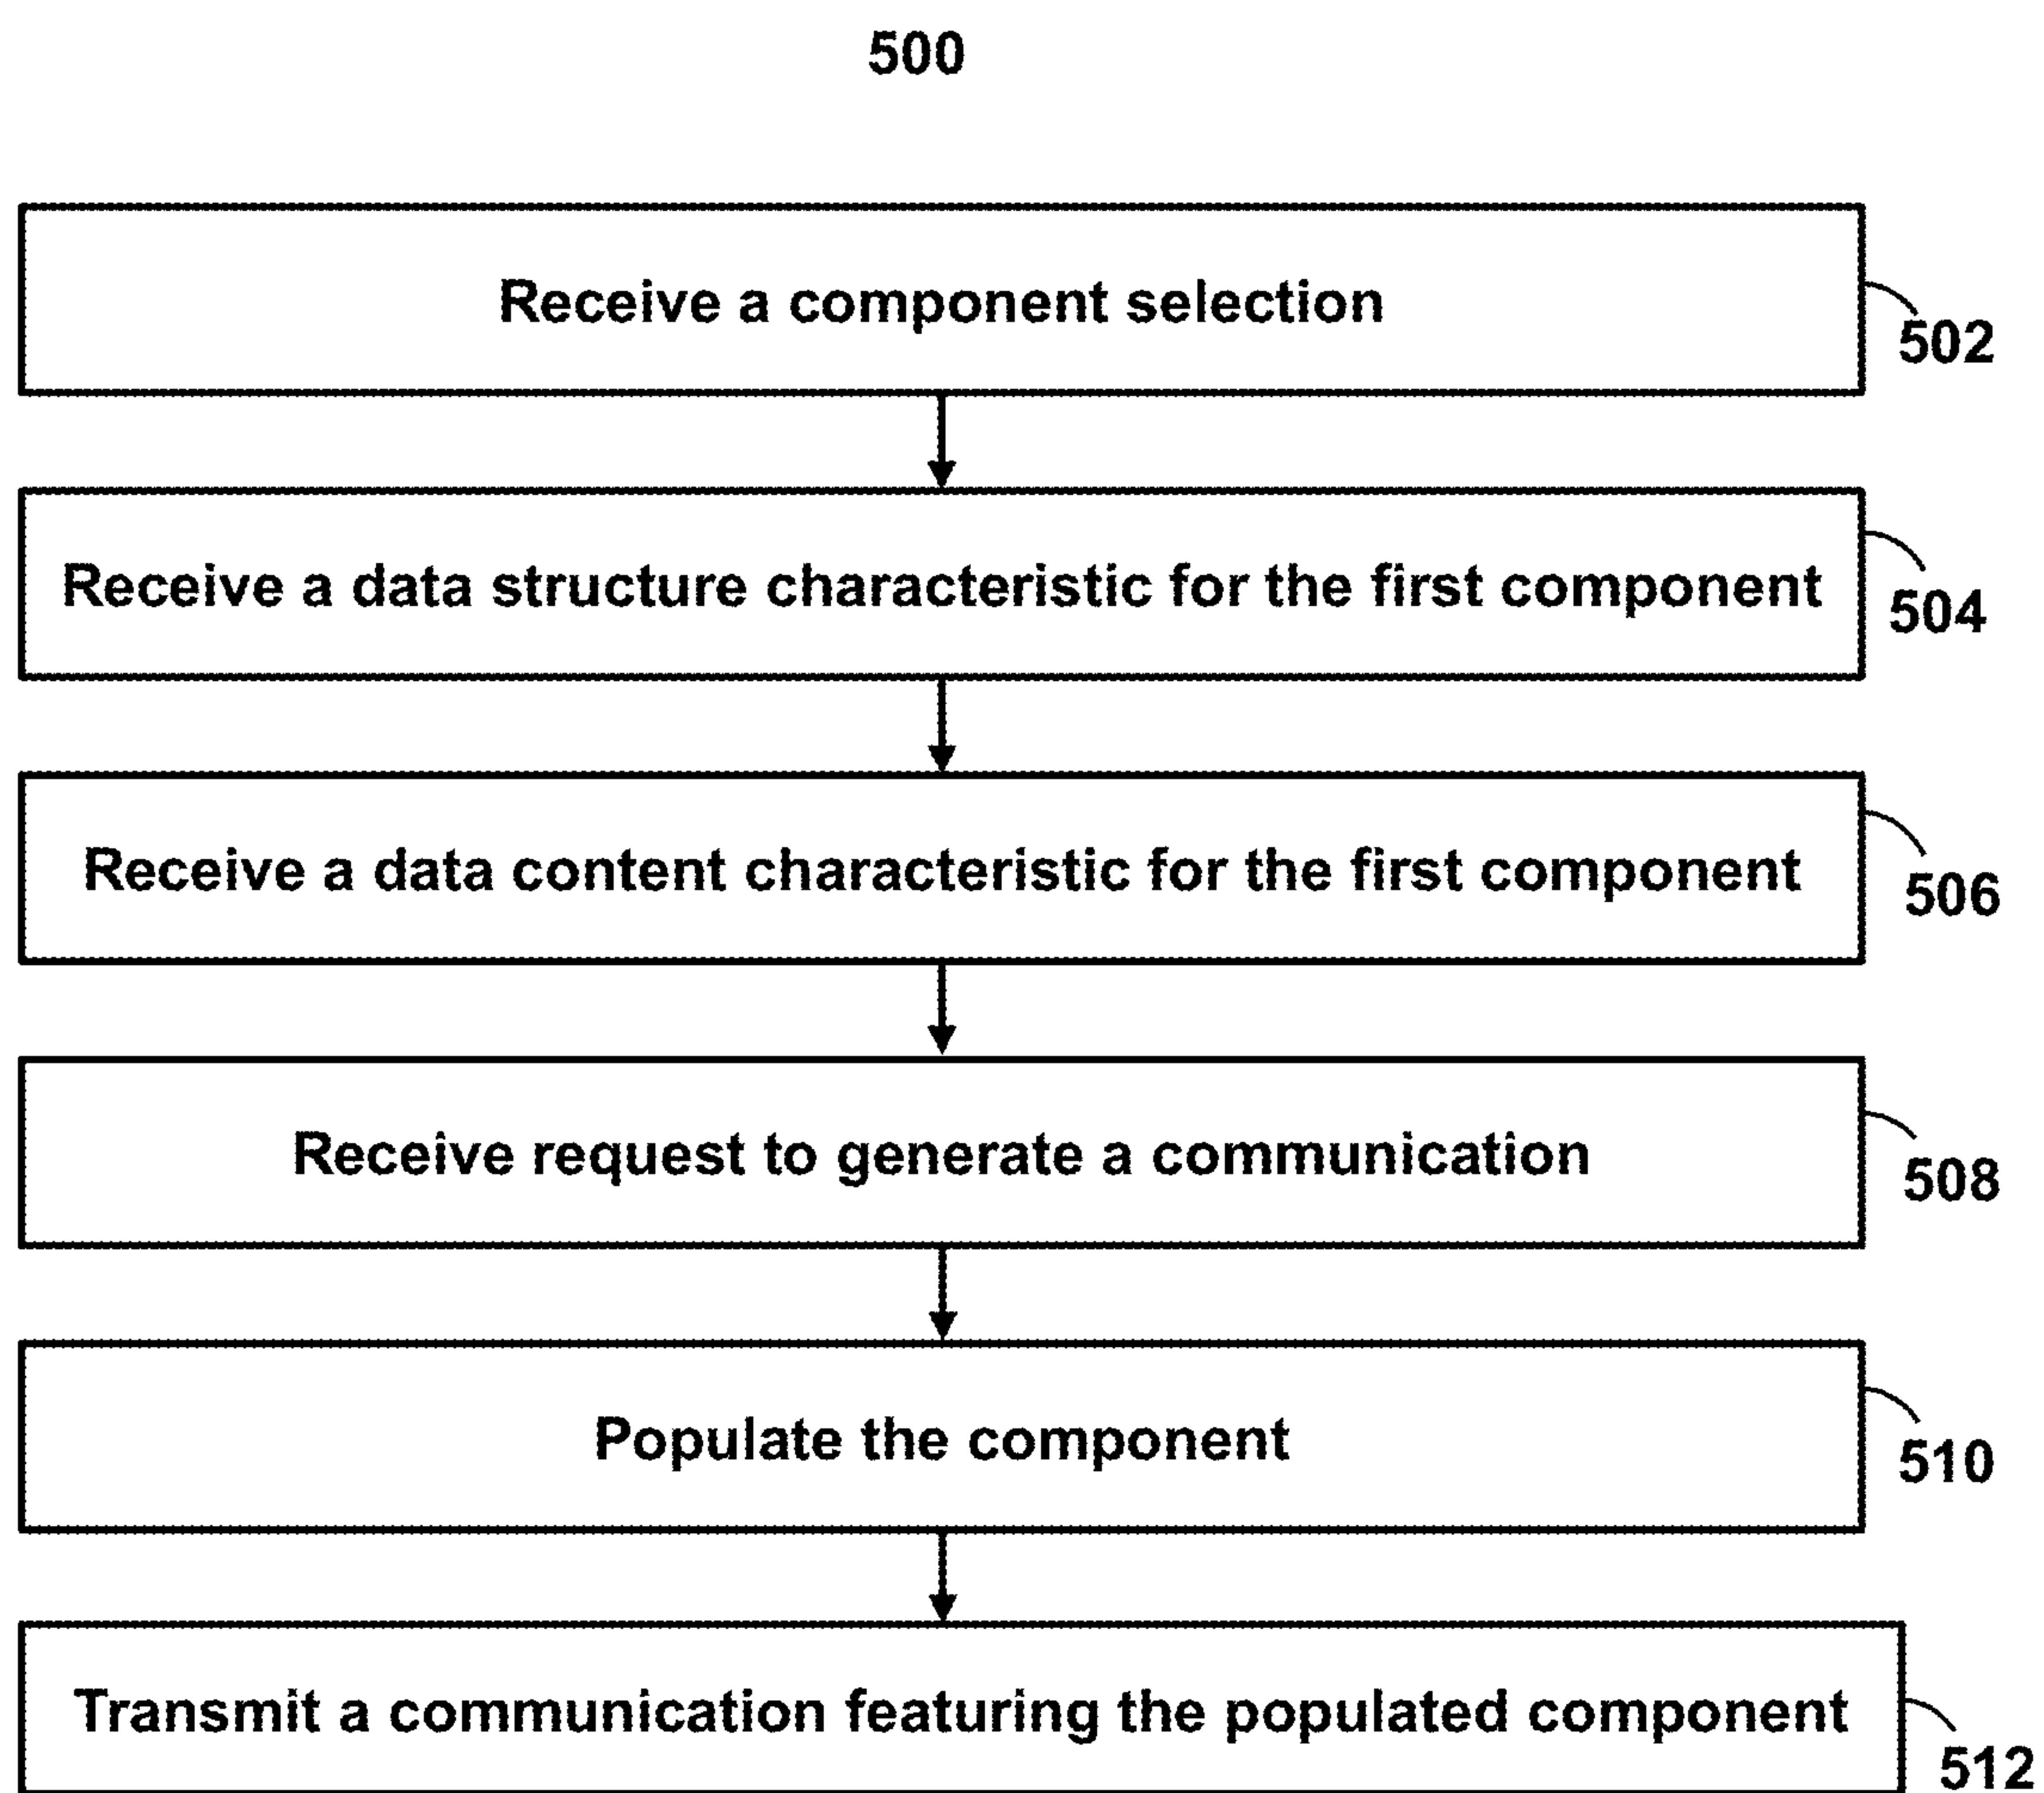 500
Receive a component selection
502
Receive a data structure characteristic for the first component
504
Receive a data content characteristic for the first component
506
Receive request to generate a communication
508
Populate the component
510
Transmit a communication featuring the populated component
512